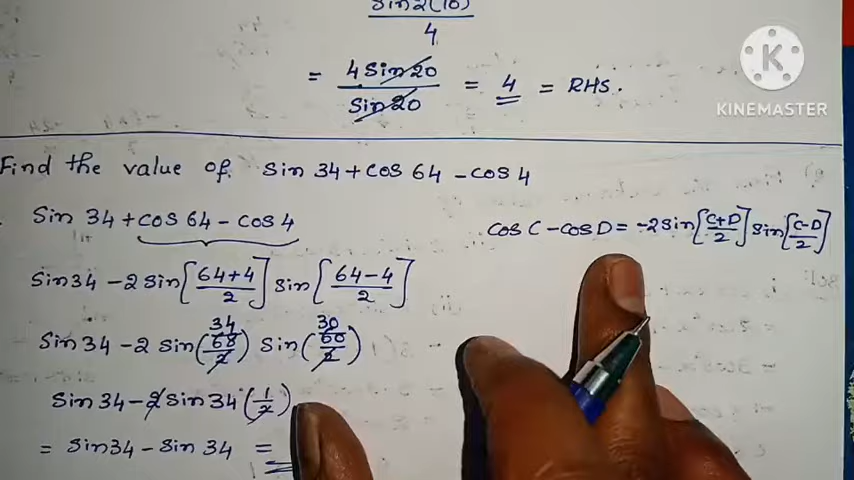 sin2(10)
4
= 4 Sin 20 / Sin 20 = 4 = RHS.
K
KINEMASTER
Find the value of. Sin 34 + cos 64 - cos 4
Sin 34 + cos 64 - cos 4
cos C - cos D = -2 sin[C+D/2] sin[C-D/2]
Sin 34 - 2 sin[64+4/2] sin[64-4/2]
34 30
Sin 34 - 2 sin(68/2) sin(60/2)
Sin 34 - 2 Sin 34 (1/2)
= Sin 34 - Sin 34 =